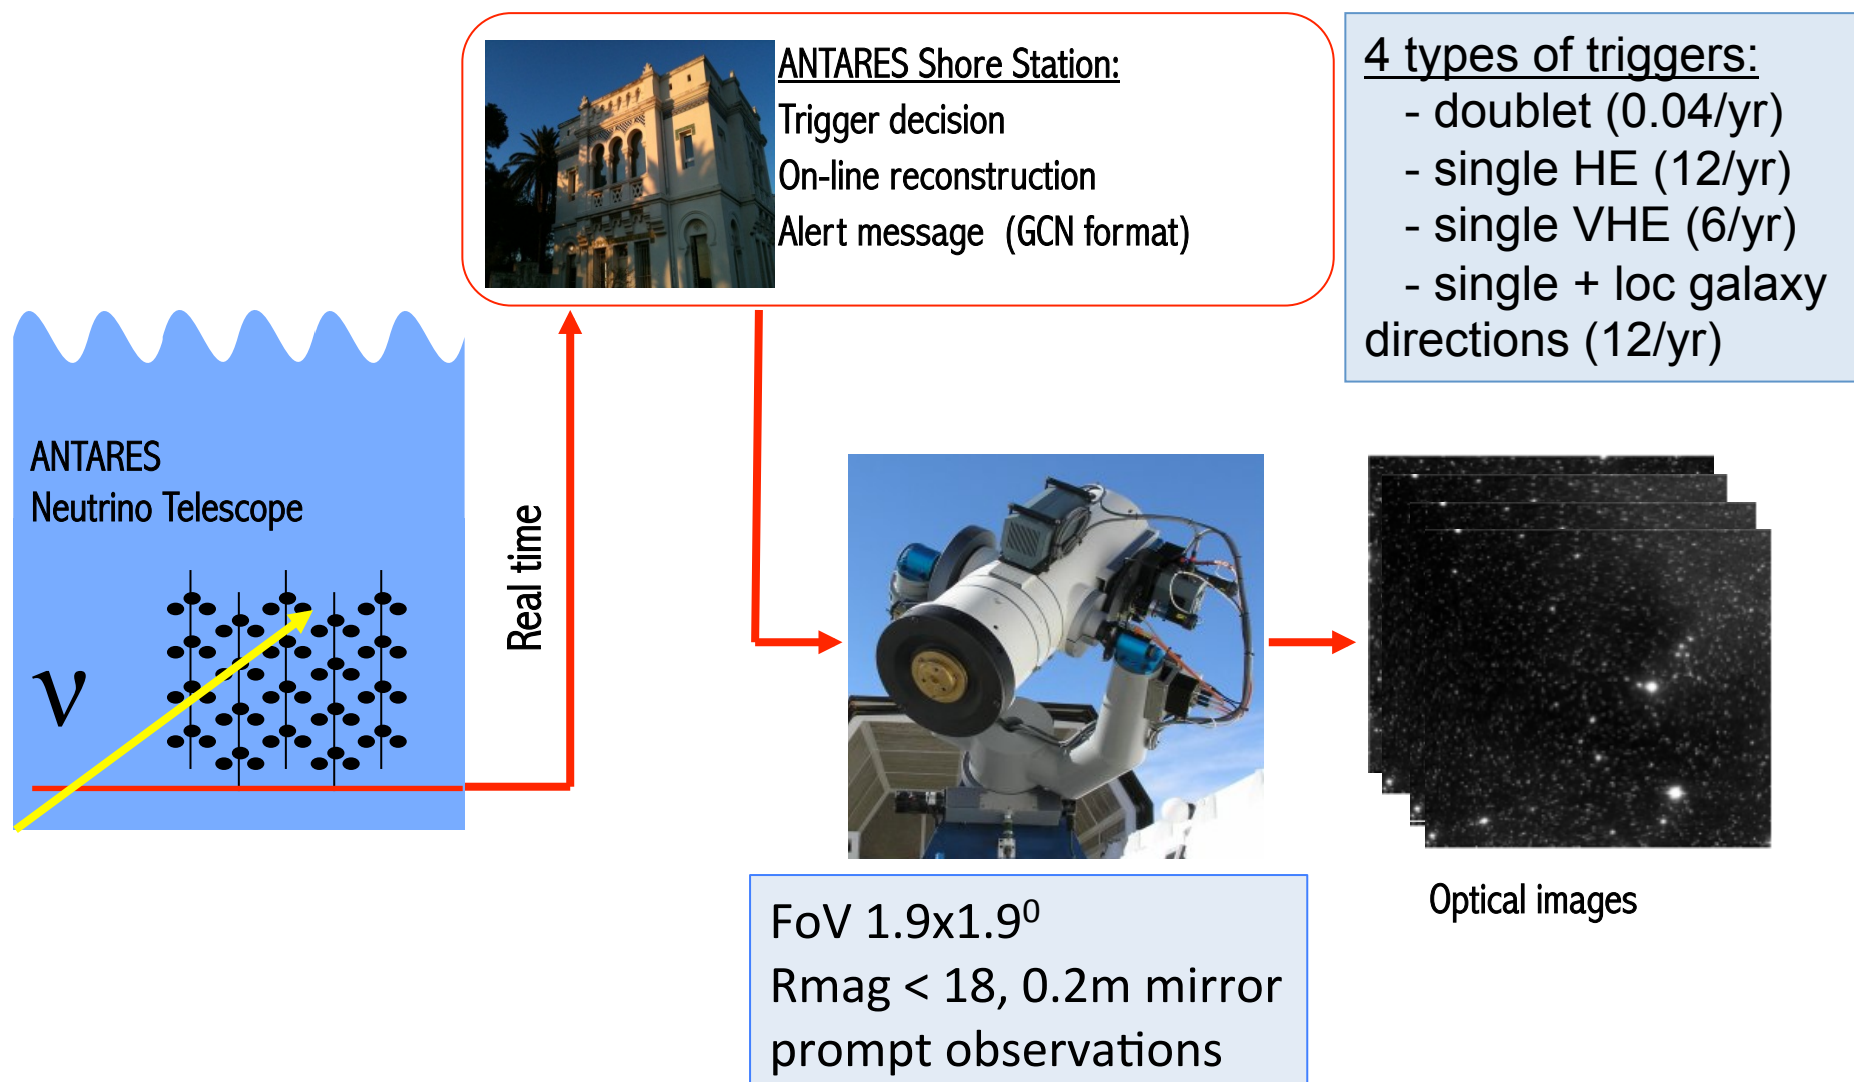 ANTARES Shore Station:
Trigger decision
On-line reconstruction
Alert message (GCN format)
4 types of triggers:
- doublet (0.04/yr)
- single HE (12/yr)
- single VHE (6/yr)
- single + loc galaxy
directions (12/yr)
ANTARES
Neutrino Telescope
ν
Real time
FoV 1.9x1.9⁰
Rmag < 18, 0.2m mirror
prompt observations
Optical images